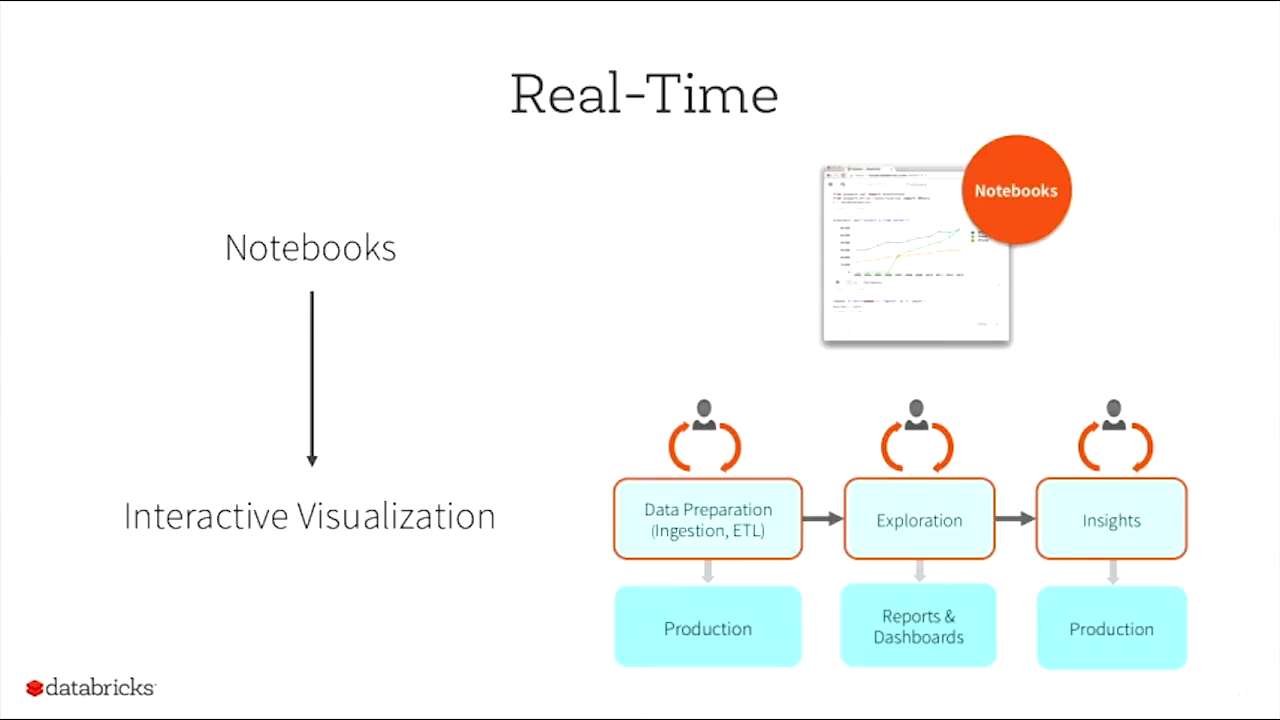 Real-Time
Notebooks
Notebooks
Interactive Visualization
Data Preparation
(Ingestion, ETL)
Exploration
Insights
Production
Reports &
Dashboards
Production
databricks